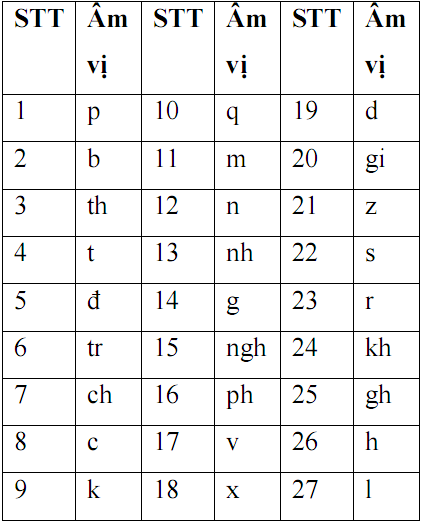 STT Âm vị STT Âm vị STT Âm vị
1 p 10 q 19 d
2 b 11 m 20 gi
3 th 12 n 21 z
4 t 13 nh 22 s
5 đ 14 g 23 r
6 tr 15 ngh 24 kh
7 ch 16 ph 25 gh
8 c 17 v 26 h
9 k 18 x 27 l